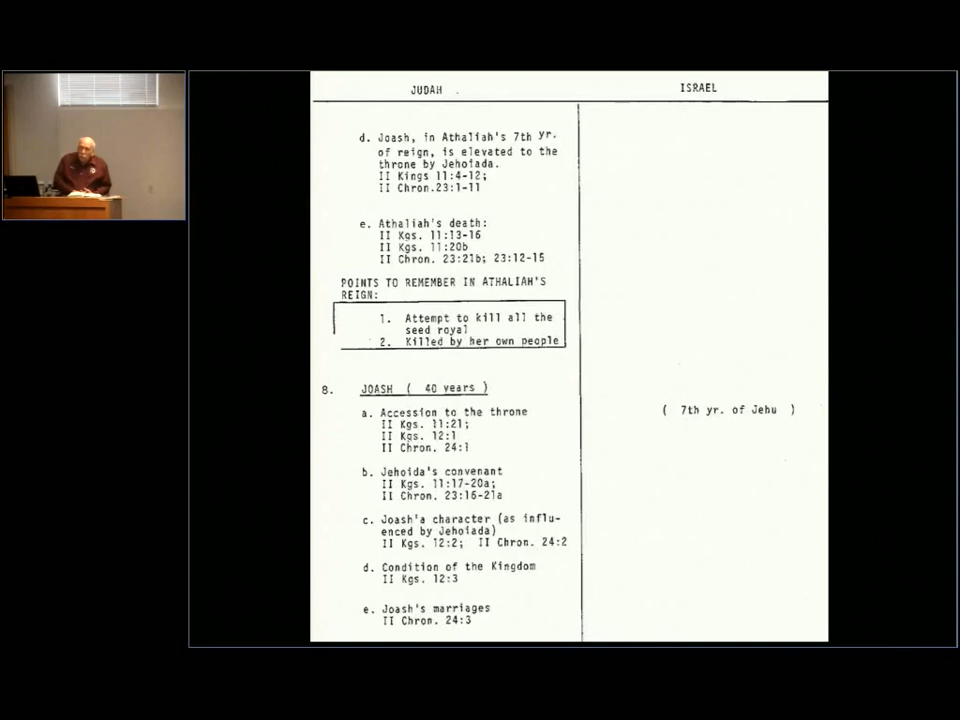 JUDAH
ISRAEL
d. Joash, in Athaliah's 7th yr.
of reign, is elevated to the
throne by Jehoiada.
II Kings 11:4-12;
II Chron.23:1-11
e. Athaliah's death:
II Kgs. 11:13-16
II Kgs. 11:20b
II Chron. 23:21b; 23:12-15
POINTS TO REMEMBER IN ATHALIAH'S
REIGN:
1. Attempt to kill all the
seed royal
2. Killed by her own people
8. JOASH ( 40 years )
a. Accession to the throne
( 7th yr. of Jehu )
II Kgs. 11:21;
II Kgs. 12:1
II Chron. 24:1
b. Jehoida's convenant
II Kgs. 11:17-20a;
II Chron. 23:16-21a
c. Joash'a character (as influ-
enced by Jehoiada)
II Kgs. 12:2; II Chron. 24:2
d. Condition of the Kingdom
II Kgs. 12:3
e. Joash's marriages
II Chron. 24:3